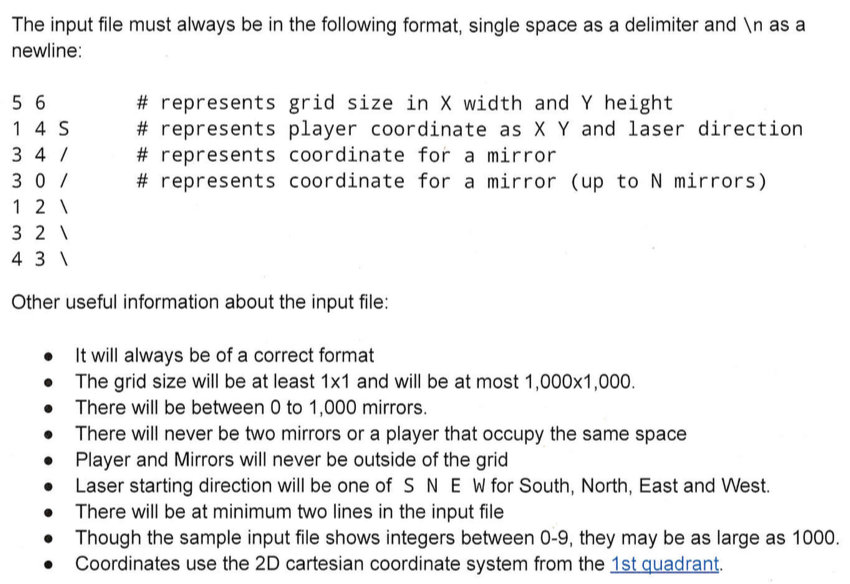 The input file must always be in the following format, single space as a delimiter and \n as a
newline:
5 6 # represents grid size in X width and Y height
1 4 S # represents player coordinate as X Y and laser direction
3 4 / # represents coordinate for a mirror
3 0 / # represents coordinate for a mirror (up to N mirrors)
1 2 \
3 2 \
4 3 \
Other useful information about the input file:
● It will always be of a correct format
● The grid size will be at least 1x1 and will be at most 1,000x1,000.
● There will be between 0 to 1,000 mirrors.
● There will never be two mirrors or a player that occupy the same space
● Player and Mirrors will never be outside of the grid
● Laser starting direction will be one of S N E W for South, North, East and West.
● There will be at minimum two lines in the input file
● Though the sample input file shows integers between 0-9, they may be as large as 1000.
● Coordinates use the 2D cartesian coordinate system from the 1st quadrant.